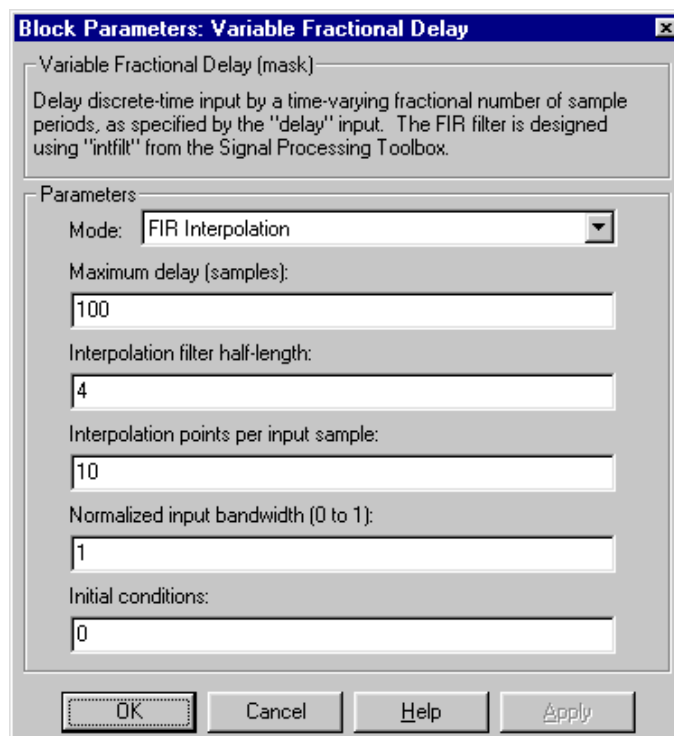 Block Parameters: Variable Fractional Delay
Variable Fractional Delay (mask)
Delay discrete-time input by a time-varying fractional number of sample
periods, as specified by the "delay" input.  The FIR filter is designed
using "intfilt" from the Signal Processing Toolbox.
Parameters
Mode: FIR Interpolation
Maximum delay (samples):
100
Interpolation filter half-length:
4
Interpolation points per input sample:
10
Normalized input bandwidth (0 to 1):
1
Initial conditions:
0
OK Cancel Help Apply